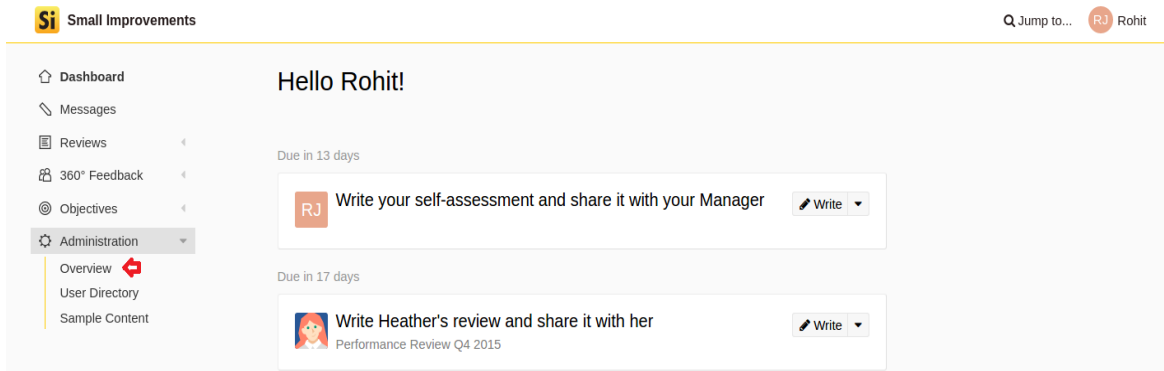 Si Small Improvements
Jump to... RJ Rohit
Dashboard
Messages
Reviews
360° Feedback
Objectives
Administration
Overview
User Directory
Sample Content
Hello Rohit!
Due in 13 days
RJ Write your self-assessment and share it with your Manager Write
Due in 17 days
Write Heather's review and share it with her Write
Performance Review Q4 2015